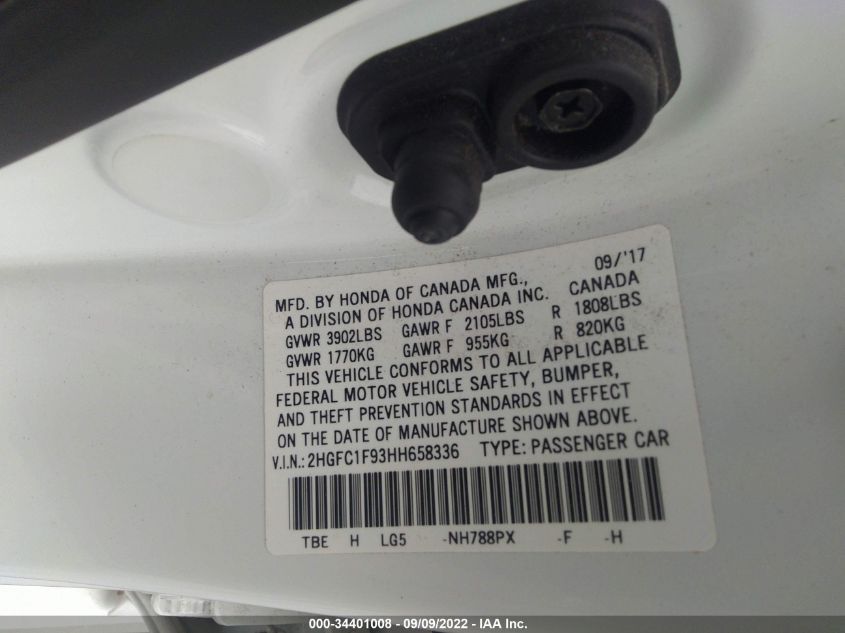 MFD. BY HONDA OF CANADA MFG., 09/'17
A DIVISION OF HONDA CANADA INC. CANADA
GVWR 3902LBS GAWR F 2105LBS R 1808LBS
GVWR 1770KG GAWR F 955KG R 820KG
THIS VEHICLE CONFORMS TO ALL APPLICABLE
FEDERAL MOTOR VEHICLE SAFETY, BUMPER,
AND THEFT PREVENTION STANDARDS IN EFFECT
ON THE DATE OF MANUFACTURE SHOWN ABOVE.
V.I.N.: 2HGFC1F93HH658336 TYPE: PASSENGER CAR
TBE H LG5 -NH788PX -F -H
000-34401008 - 09/09/2022 - IAA Inc.